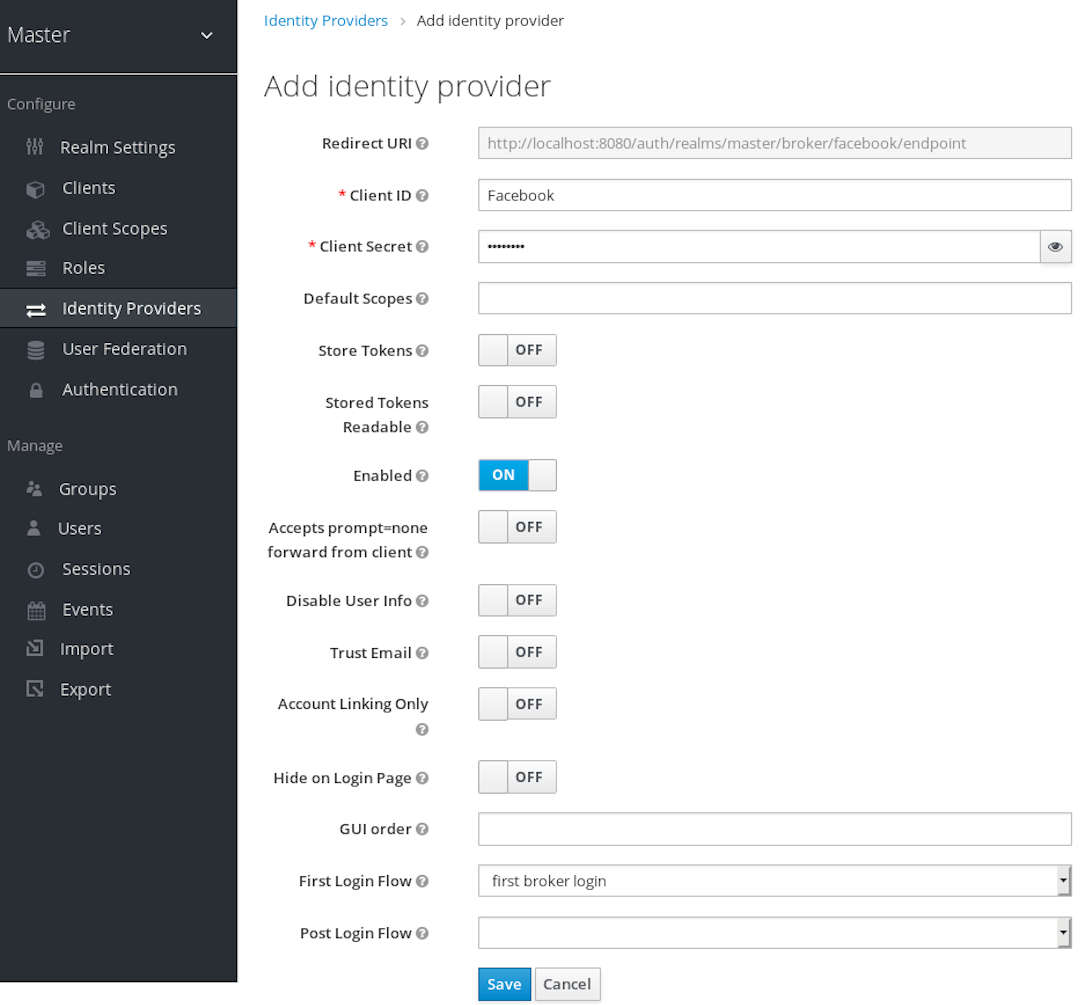 Master
Configure
Realm Settings
Clients
Client Scopes
Roles
Identity Providers
User Federation
Authentication
Manage
Groups
Users
Sessions
Events
Import
Export
Identity Providers › Add identity provider
Add identity provider
Redirect URI http://localhost:8080/auth/realms/master/broker/facebook/endpoint
* Client ID Facebook
* Client Secret ••••••••
Default Scopes
Store Tokens OFF
Stored Tokens
Readable OFF
Enabled ON
Accepts prompt=none
forward from client OFF
Disable User Info OFF
Trust Email OFF
Account Linking Only OFF
Hide on Login Page OFF
GUI order
First Login Flow first broker login
Post Login Flow
Save Cancel